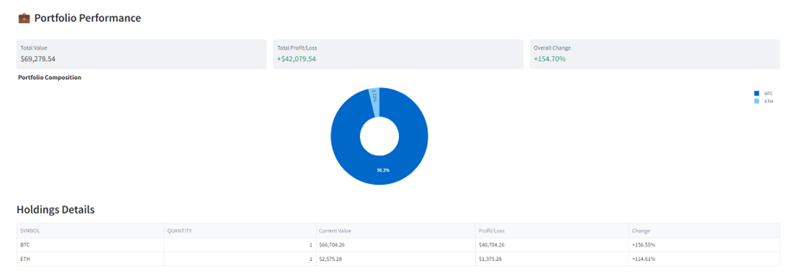 💼 Portfolio Performance
Total Value
$69,279.54
Total Profit/Loss
+$42,079.54
Overall Change
+154.70%
Portfolio Composition
BTC
ETH
96.3%
Holdings Details
SYMBOL QUANTITY Current Value Profit/Loss Change
BTC 1 $66,704.26 $40,704.26 +156.55%
ETH 1 $2,575.28 $1,375.28 +114.61%